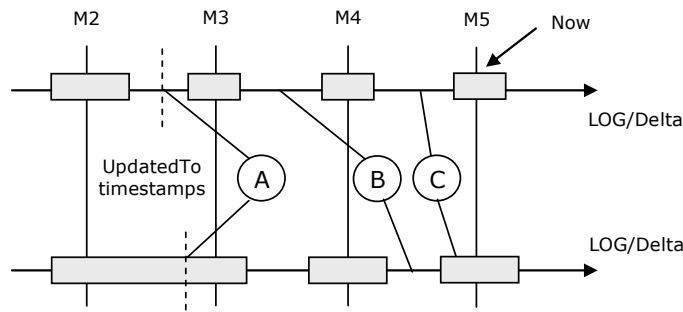 M2
M3
M4
M5
Now
LOG/Delta
UpdatedTo
timestamps
A
B
C
LOG/Delta